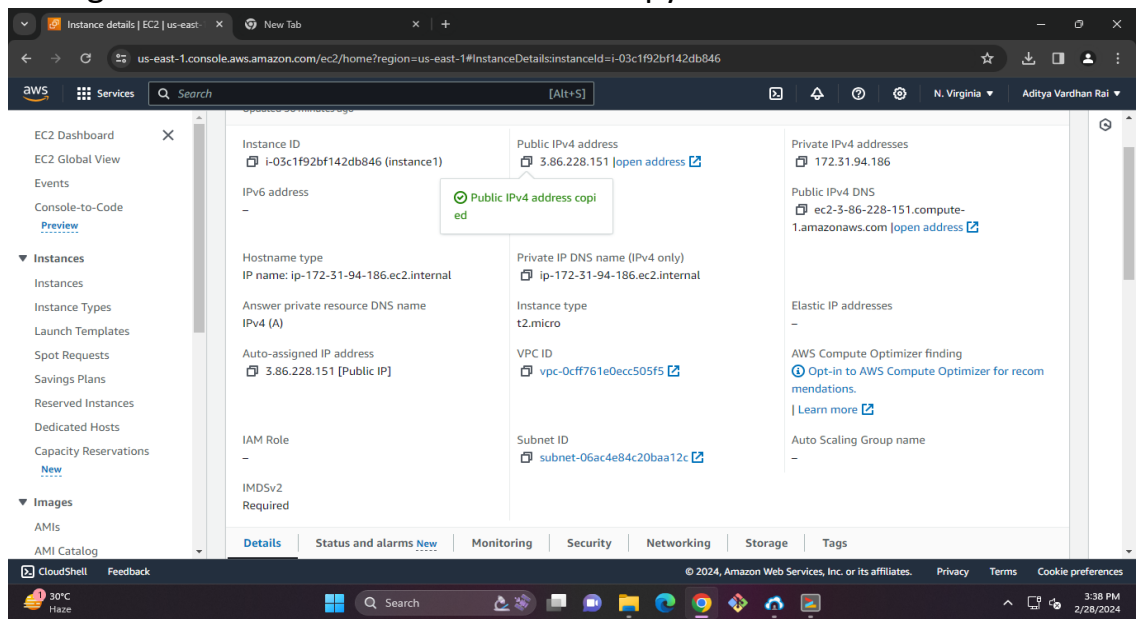 Instance details | EC2 | us-east-
New Tab
us-east-1.console.aws.amazon.com/ec2/home?region=us-east-1#InstanceDetails:instanceId=i-03c1f92bf142db846
aws
Services
Search
[Alt+S]
N. Virginia
Aditya Vardhan Rai
EC2 Dashboard
EC2 Global View
Events
Console-to-Code
Preview
Instances
Instances
Instance Types
Launch Templates
Spot Requests
Savings Plans
Reserved Instances
Dedicated Hosts
Capacity Reservations
New
Images
AMIs
AMI Catalog
Instance ID
i-03c1f92bf142db846 (instance1)
Public IPv4 address
3.86.228.151 |open address
Private IPv4 addresses
172.31.94.186
IPv6 address
–
Public IPv4 address copi
ed
Public IPv4 DNS
ec2-3-86-228-151.compute-
1.amazonaws.com |open address
Hostname type
IP name: ip-172-31-94-186.ec2.internal
Private IP DNS name (IPv4 only)
ip-172-31-94-186.ec2.internal
Answer private resource DNS name
IPv4 (A)
Instance type
t2.micro
Elastic IP addresses
–
Auto-assigned IP address
3.86.228.151 [Public IP]
VPC ID
vpc-0cff761e0ecc505f5
AWS Compute Optimizer finding
Opt-in to AWS Compute Optimizer for recom
mendations.
| Learn more
IAM Role
–
Subnet ID
subnet-06ac4e84c20baa12c
Auto Scaling Group name
–
IMDSv2
Required
Details
Status and alarms New
Monitoring
Security
Networking
Storage
Tags
CloudShell
Feedback
© 2024, Amazon Web Services, Inc. or its affiliates.
Privacy
Terms
Cookie preferences
1
30°C
Haze
Search
3:38 PM
2/28/2024